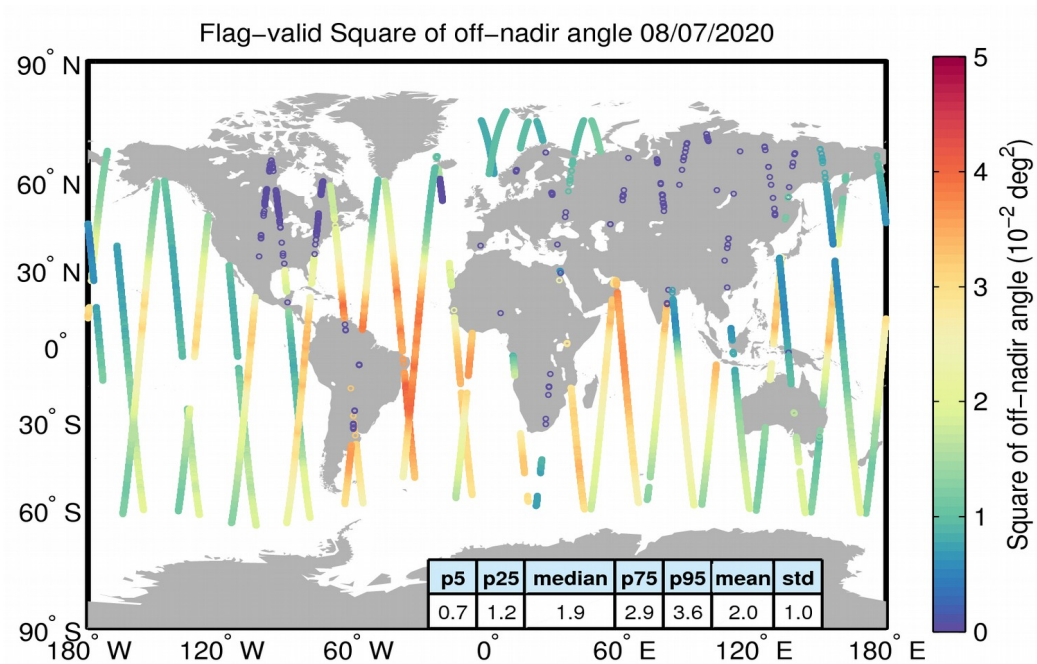 Flag−valid Square of off−nadir angle 08/07/2020
90° N
60° N
30° N
0°
30° S
60° S
90° S
180° W
120° W
60° W
0°
60° E
120° E
180° E
p5 p25 median p75 p95 mean std
0.7 1.2 1.9 2.9 3.6 2.0 1.0
5
4
3
2
1
0
Square of off−nadir angle (10⁻² deg²)